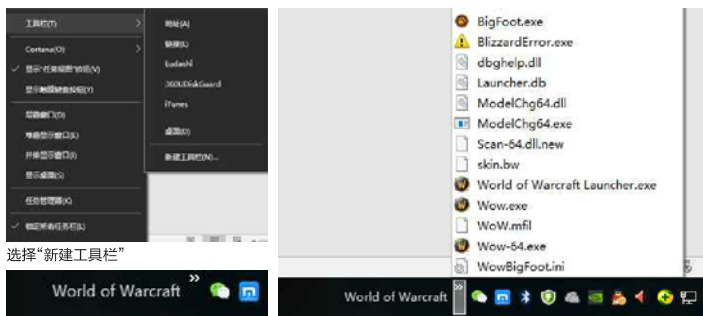 工具栏(T)
地址(A)
链接(L)
Cortana(O)
ludashi
显示“任务视图”按钮(V)
360UDiskGuard
显示触摸键盘按钮(Y)
iTunes
层叠窗口(D)
桌面(D)
堆叠显示窗口(L)
新建工具栏(N)...
并排显示窗口(I)
显示桌面(S)
任务管理器(K)
锁定所有任务栏(L)
选择“新建工具栏”
World of Warcraft
BigFoot.exe
BlizzardError.exe
dbghelp.dll
Launcher.db
ModelChg64.dll
ModelChg64.exe
Scan-64.dll.new
skin.bw
World of Warcraft Launcher.exe
Wow.exe
WoW.mfil
Wow-64.exe
WowBigFoot.ini
World of Warcraft